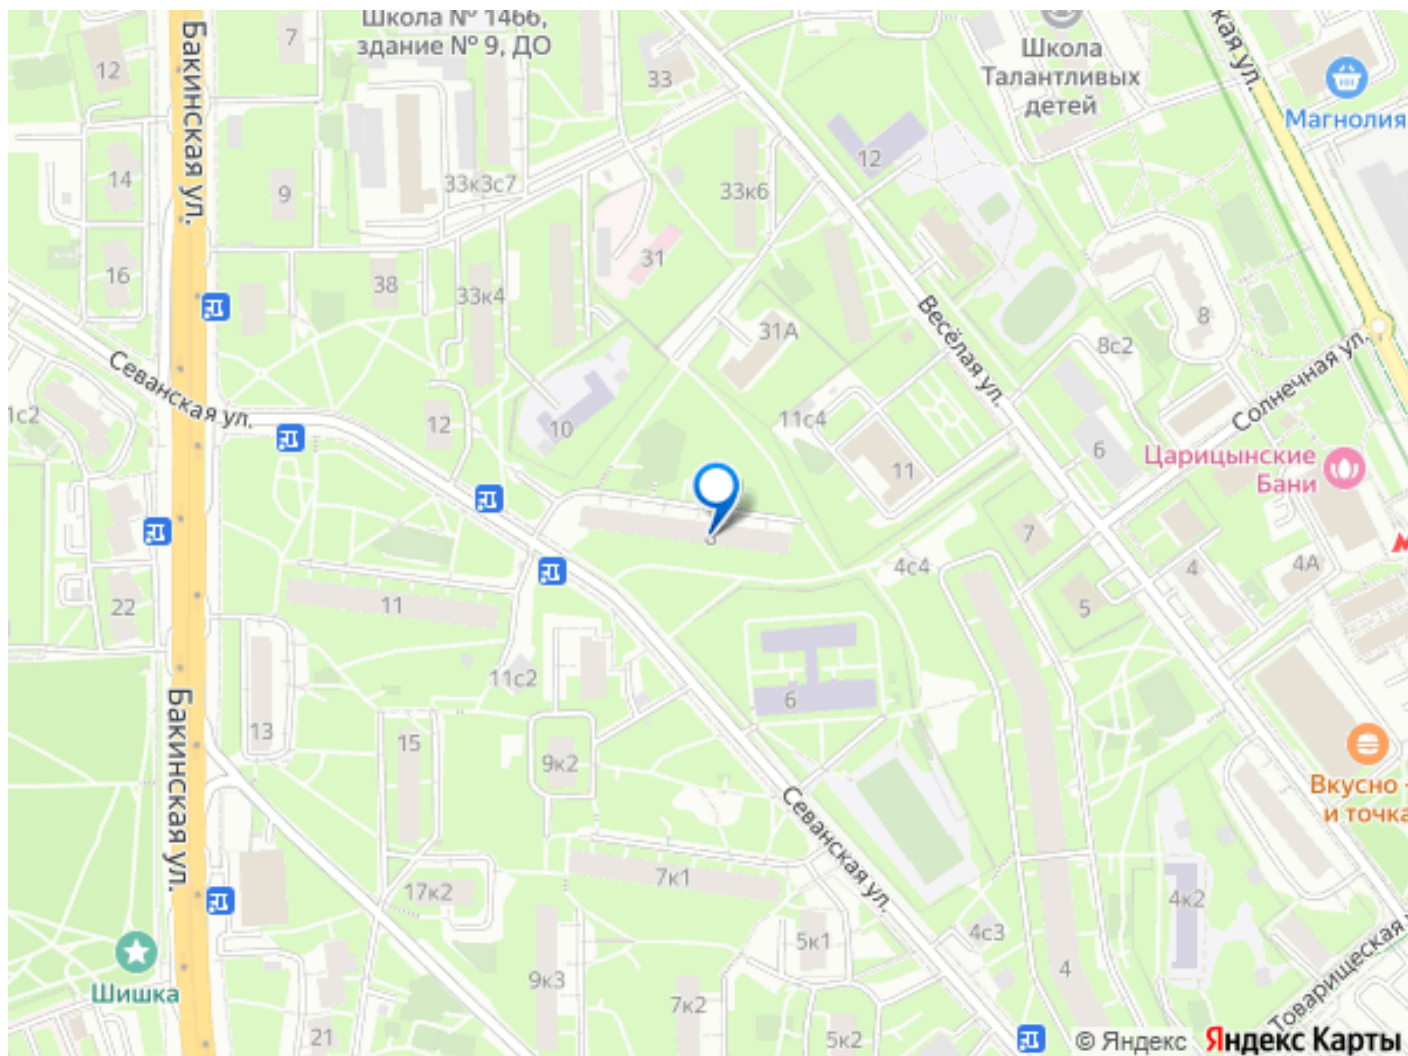 Школа № 1466,
здание № 9, ДО
Школа
Талантливых
детей
кая ул.
Магнолия
Бакинская ул.
7
12
33
12
14
9
33к3с7
33к6
16
38
31
33к4
Весёлая ул.
8
31А
8с2
Солнечная ул.
Севанская ул.
1с2
12
10
11с4
11
6
Царицынские
Бани
7
8
4с4
4
4А
22
11
5
11с2
6
13
15
9к2
Бакинская ул.
Вкусно -
и точка
Севанская ул.
7к1
17к2
4к2
5к1
4с3
9к3
4
Шишка
7к2
Товарищеская
21
5к2
© Яндекс
Яндекс Карты